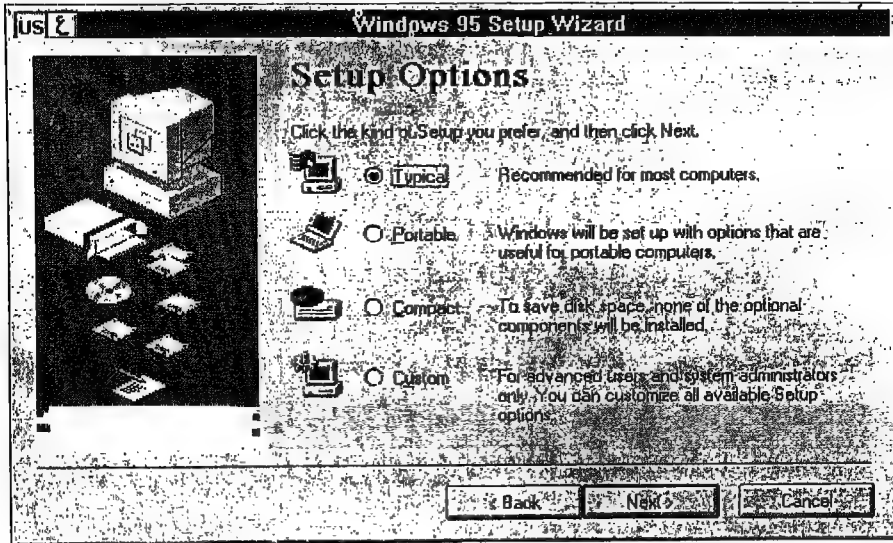 US ع
Windows 95 Setup Wizard
Setup Options
Click the kind of Setup you prefer, and then click Next.
Typical Recommended for most computers.
Portable Windows will be set up with options that are
useful for portable computers.
Compact To save disk space, none of the optional
components will be installed.
Custom For advanced users and system administrators
only. You can customize all available Setup
options.
< Back Next > Cancel